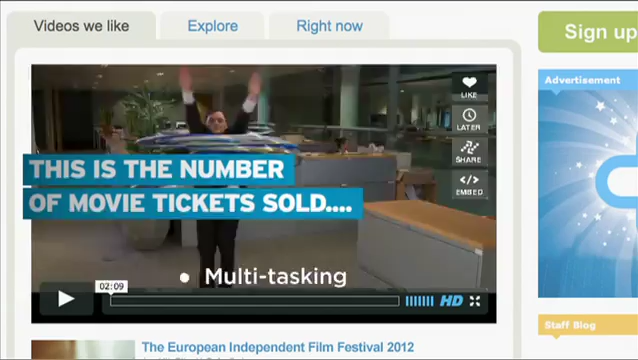 Videos we like
Explore
Right now
Sign up
Advertisement
LIKE
LATER
SHARE
EMBED
THIS IS THE NUMBER
OF MOVIE TICKETS SOLD....
• Multi-tasking
02:09
HD
Staff Blog
The European Independent Film Festival 2012